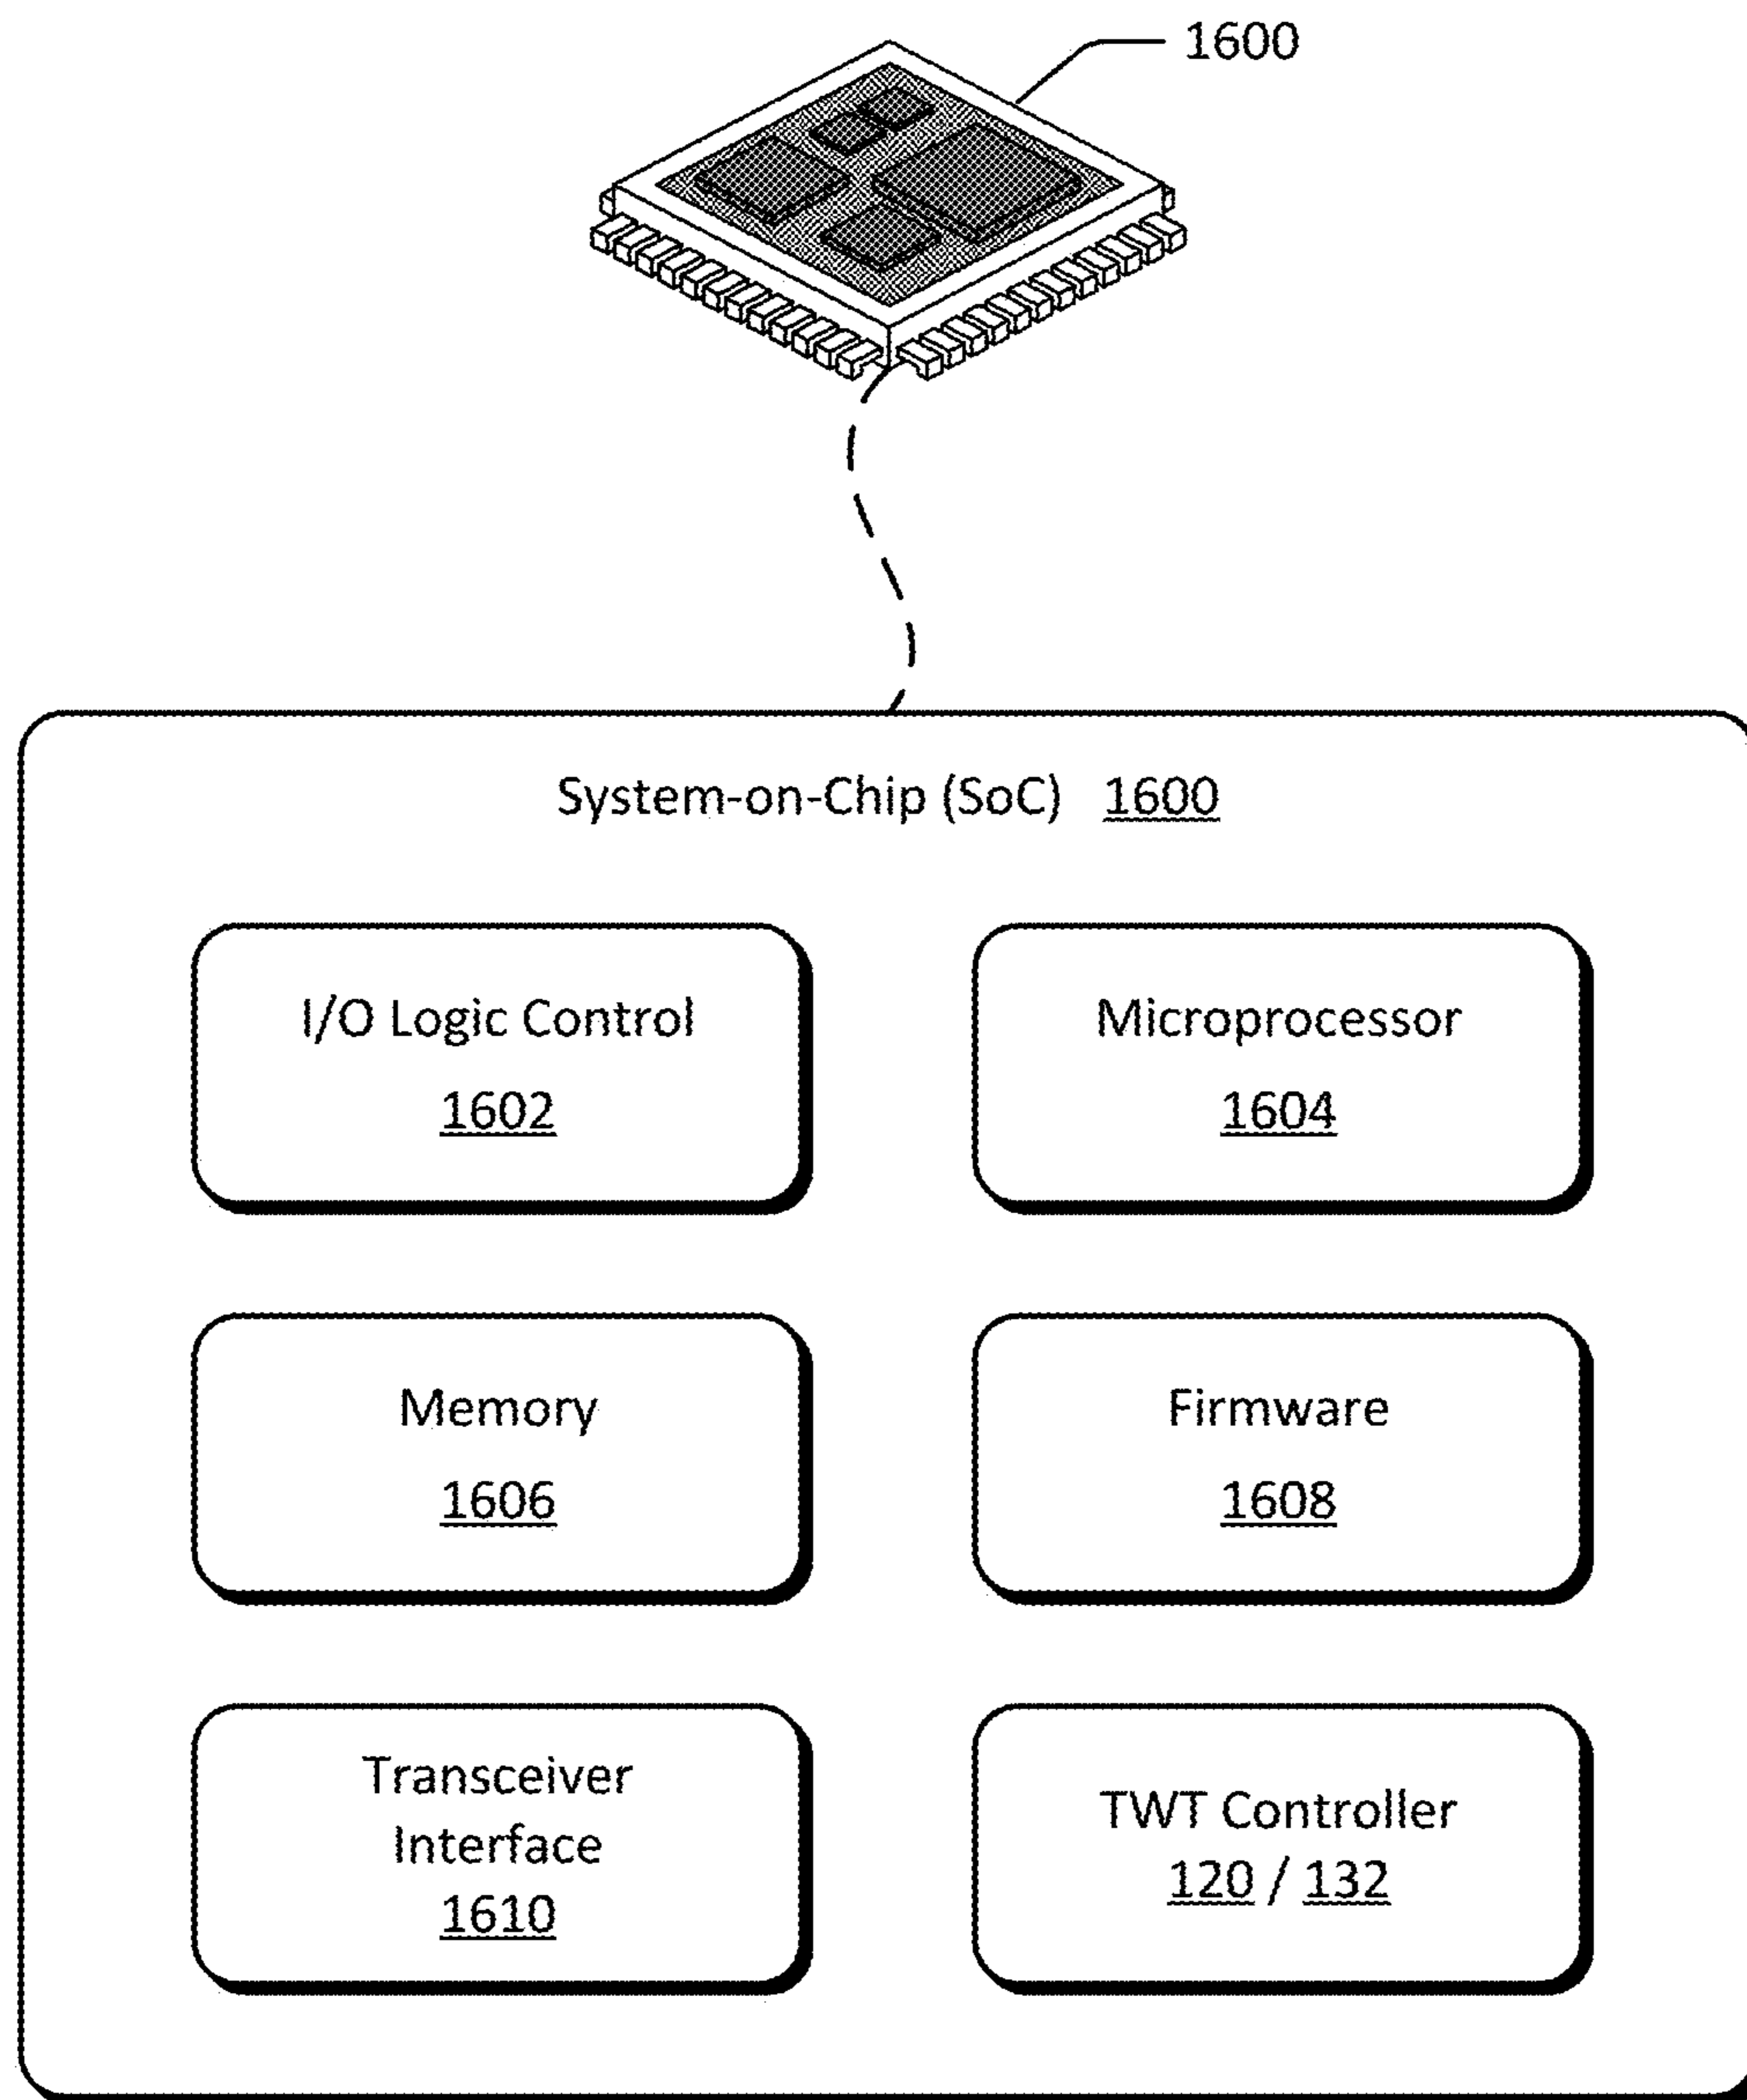 1600
System-on-Chip (SoC) 1600
I/O Logic Control
1602
Microprocessor
1604
Memory
1606
Firmware
1608
Transceiver
Interface
1610
TWT Controller
120 / 132